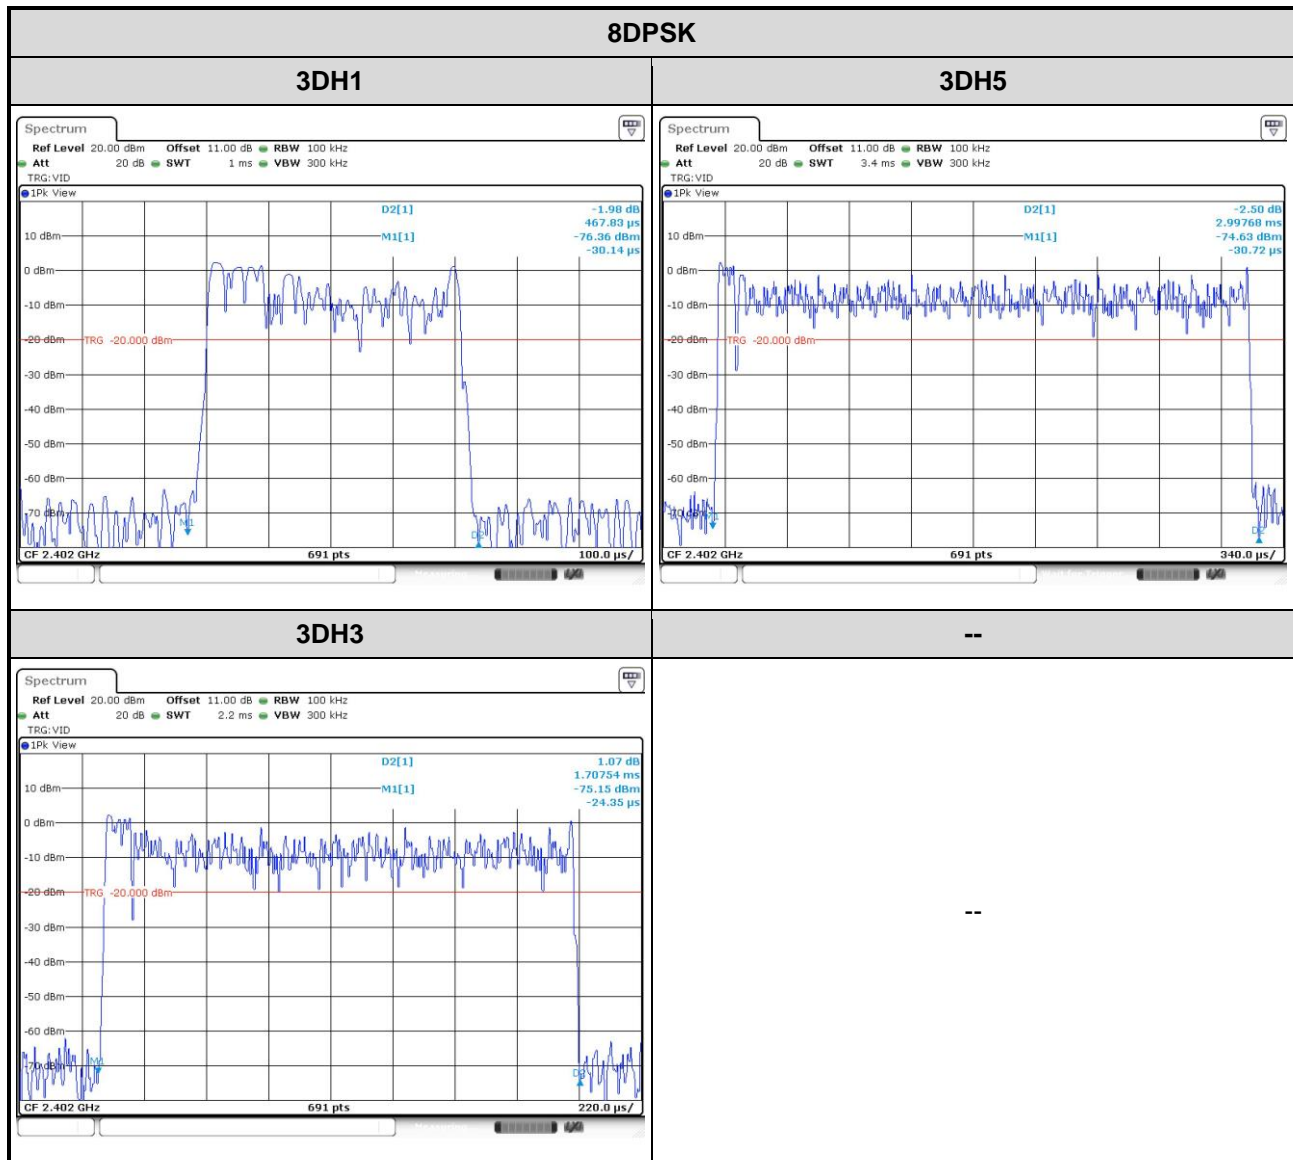 8DPSK
3DH1 3DH5
Spectrum
Ref Level 20.00 dBm Offset 11.00 dB RBW 100 kHz
Att 20 dB SWT 1 ms VBW 300 kHz
TRG:VID
1Pk View
D2[1] -1.98 dB
467.83 µs
10 dBm M1[1] -76.36 dBm
-30.14 µs
0 dBm
-10 dBm
-20 dBm TRG -20.000 dBm
-30 dBm
-40 dBm
-50 dBm
-60 dBm
-70 dBm
M1
D2
CF 2.402 GHz 691 pts 100.0 µs/
Spectrum
Ref Level 20.00 dBm Offset 11.00 dB RBW 100 kHz
Att 20 dB SWT 3.4 ms VBW 300 kHz
TRG:VID
1Pk View
D2[1] -2.50 dB
2.99768 ms
10 dBm M1[1] -74.63 dBm
-30.72 µs
0 dBm
-10 dBm
-20 dBm TRG -20.000 dBm
-30 dBm
-40 dBm
-50 dBm
-60 dBm
-70 dBm
M1
D2
CF 2.402 GHz 691 pts 340.0 µs/
3DH3 --
Spectrum
Ref Level 20.00 dBm Offset 11.00 dB RBW 100 kHz
Att 20 dB SWT 2.2 ms VBW 300 kHz
TRG:VID
1Pk View
D2[1] 1.07 dB
1.70754 ms
10 dBm M1[1] -75.15 dBm
-24.35 µs
0 dBm
-10 dBm
-20 dBm TRG -20.000 dBm
-30 dBm
-40 dBm
-50 dBm
-60 dBm
-70 dBm
M1
D2
CF 2.402 GHz 691 pts 220.0 µs/
--